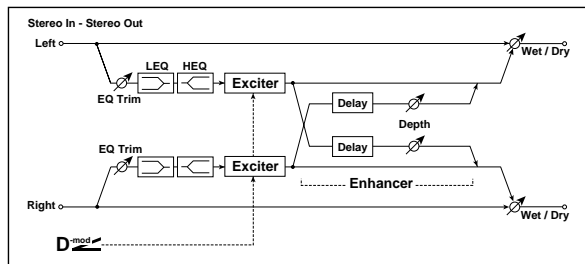 Stereo In - Stereo Out
Left
Wet / Dry
LEQ HEQ
EQ Trim
Exciter
Delay
Depth
EQ Trim
Delay
Exciter
Enhancer
Right
Wet / Dry
D-mod